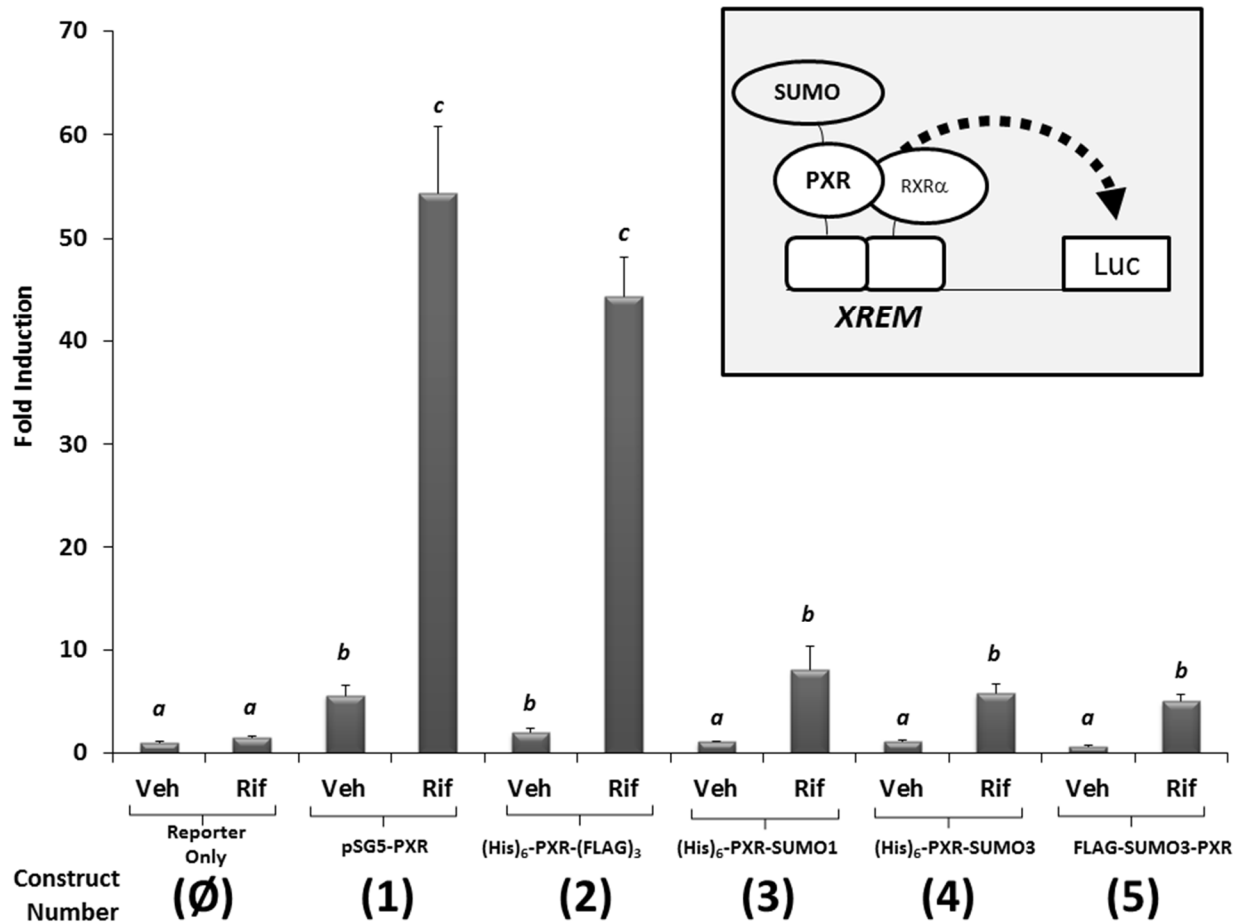 70
60
50
40
30
20
10
0
Fold Induction
a
a
b
c
b
c
a
b
a
b
a
b
SUMO
PXR
RXRα
Luc
XREM
Veh Rif Veh Rif Veh Rif Veh Rif Veh Rif Veh Rif
Reporter
Only
pSG5-PXR
(His)₆-PXR-(FLAG)₃
(His)₆-PXR-SUMO1
(His)₆-PXR-SUMO3
FLAG-SUMO3-PXR
Construct
Number
(Ø) (1) (2) (3) (4) (5)